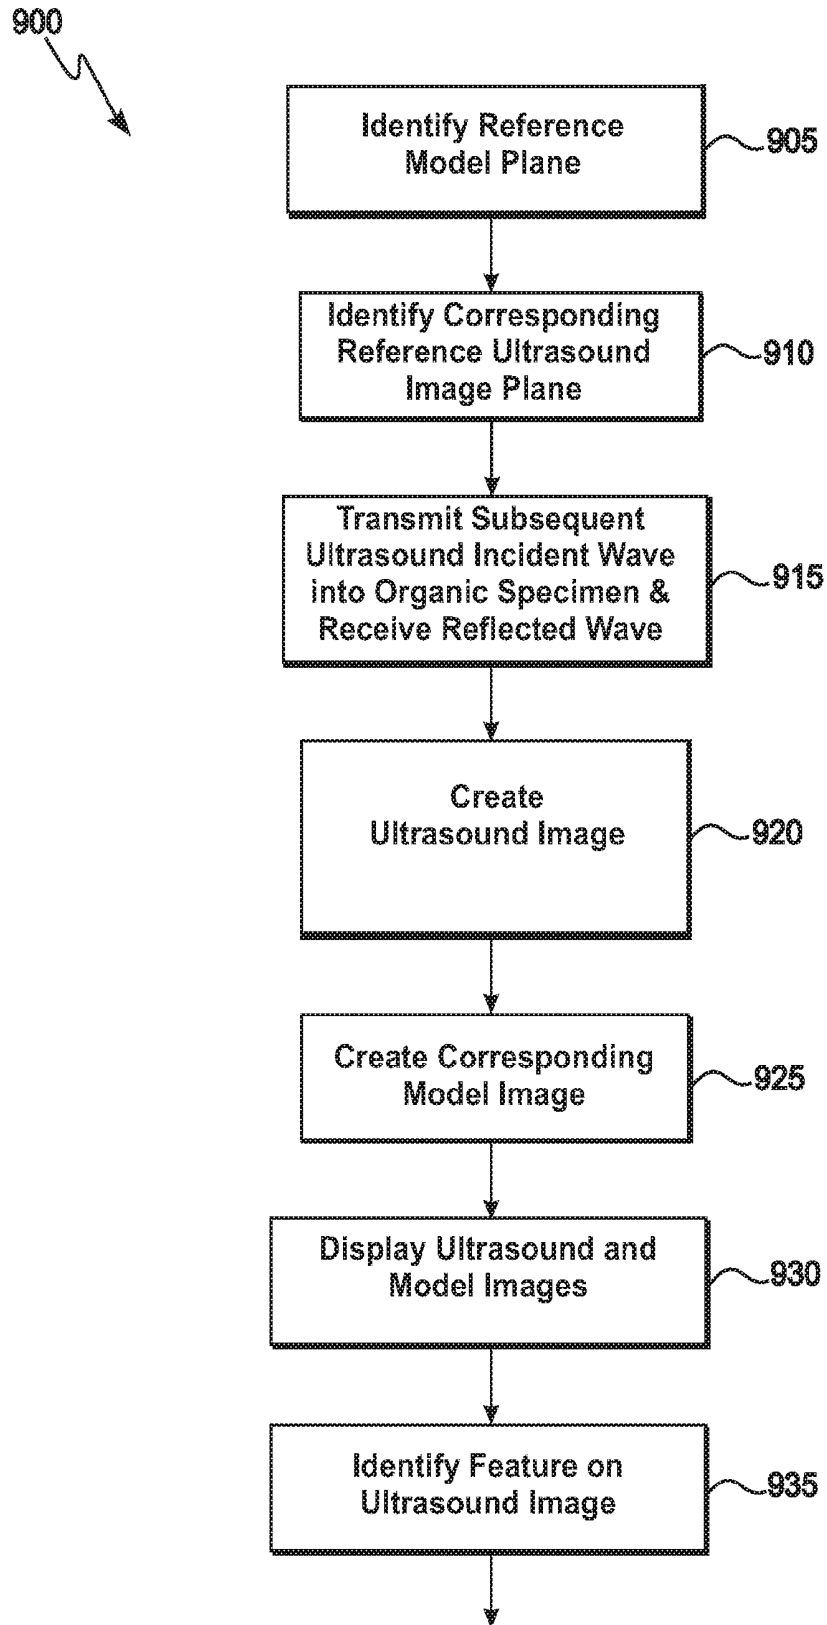 900
Identify Reference
Model Plane
905
Identify Corresponding
Reference Ultrasound
Image Plane
910
Transmit Subsequent
Ultrasound Incident Wave
into Organic Specimen &
Receive Reflected Wave
915
Create
Ultrasound Image
920
Create Corresponding
Model Image
925
Display Ultrasound and
Model Images
930
Identify Feature on
Ultrasound Image
935